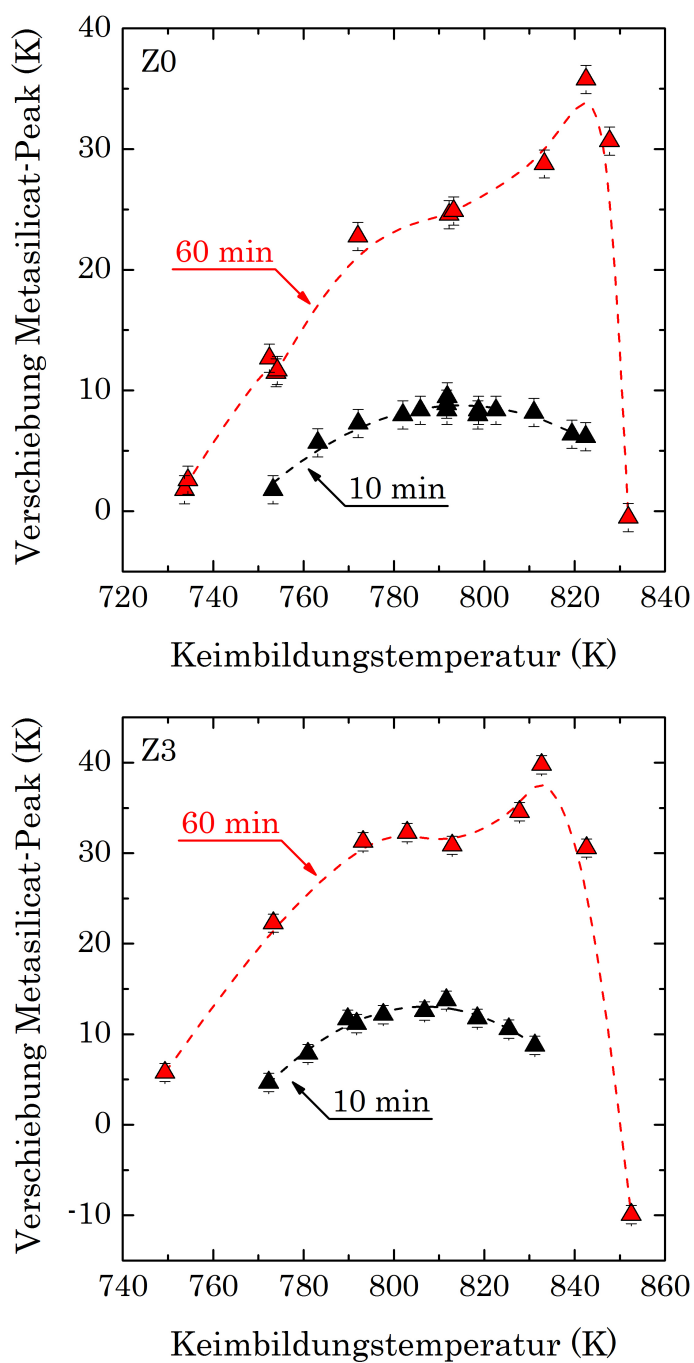 Z0
Verschiebung Metasilicat-Peak (K)
40
30
20
10
0
60 min
10 min
720 740 760 780 800 820 840
Keimbildungstemperatur (K)
Z3
Verschiebung Metasilicat-Peak (K)
40
30
20
10
0
-10
60 min
10 min
740 760 780 800 820 840 860
Keimbildungstemperatur (K)